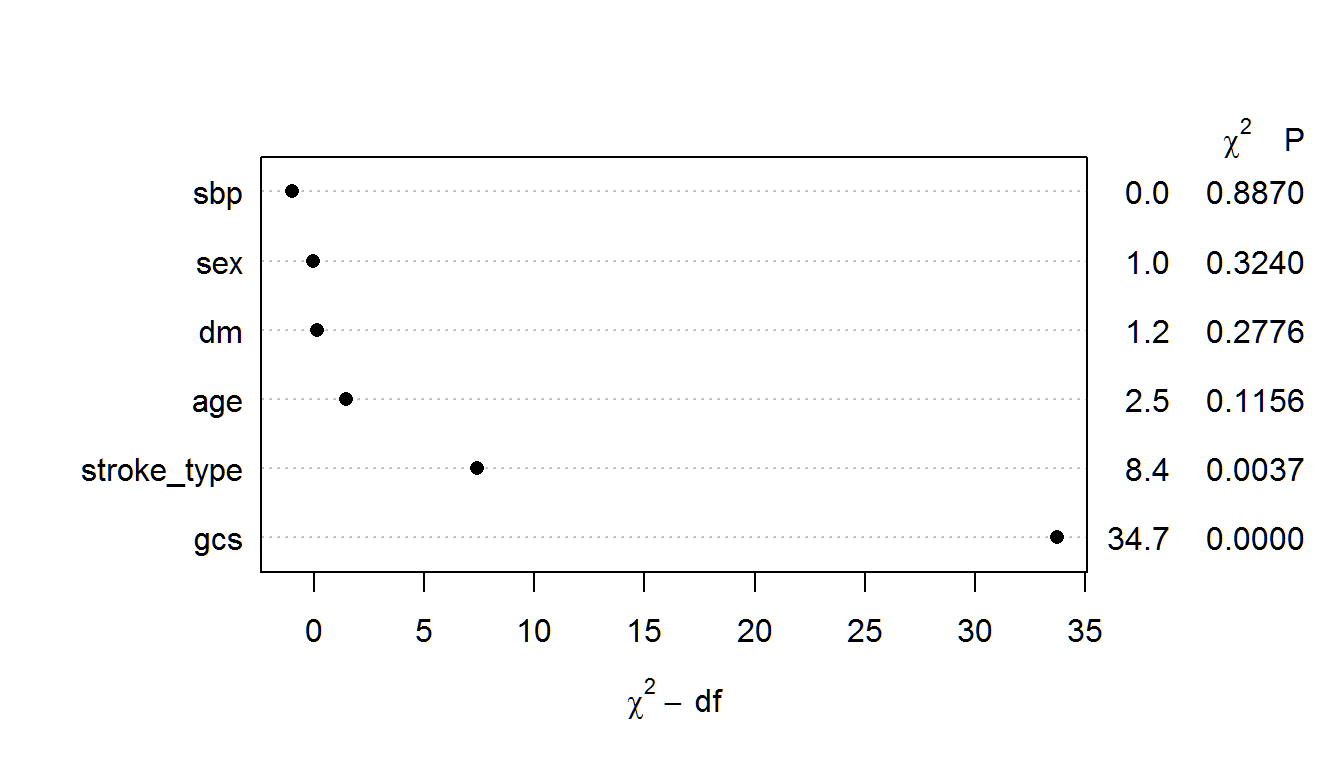 χ² P
sbp 0.0 0.8870
sex 1.0 0.3240
dm 1.2 0.2776
age 2.5 0.1156
stroke_type 8.4 0.0037
gcs 34.7 0.0000
0 5 10 15 20 25 30 35
χ² − df